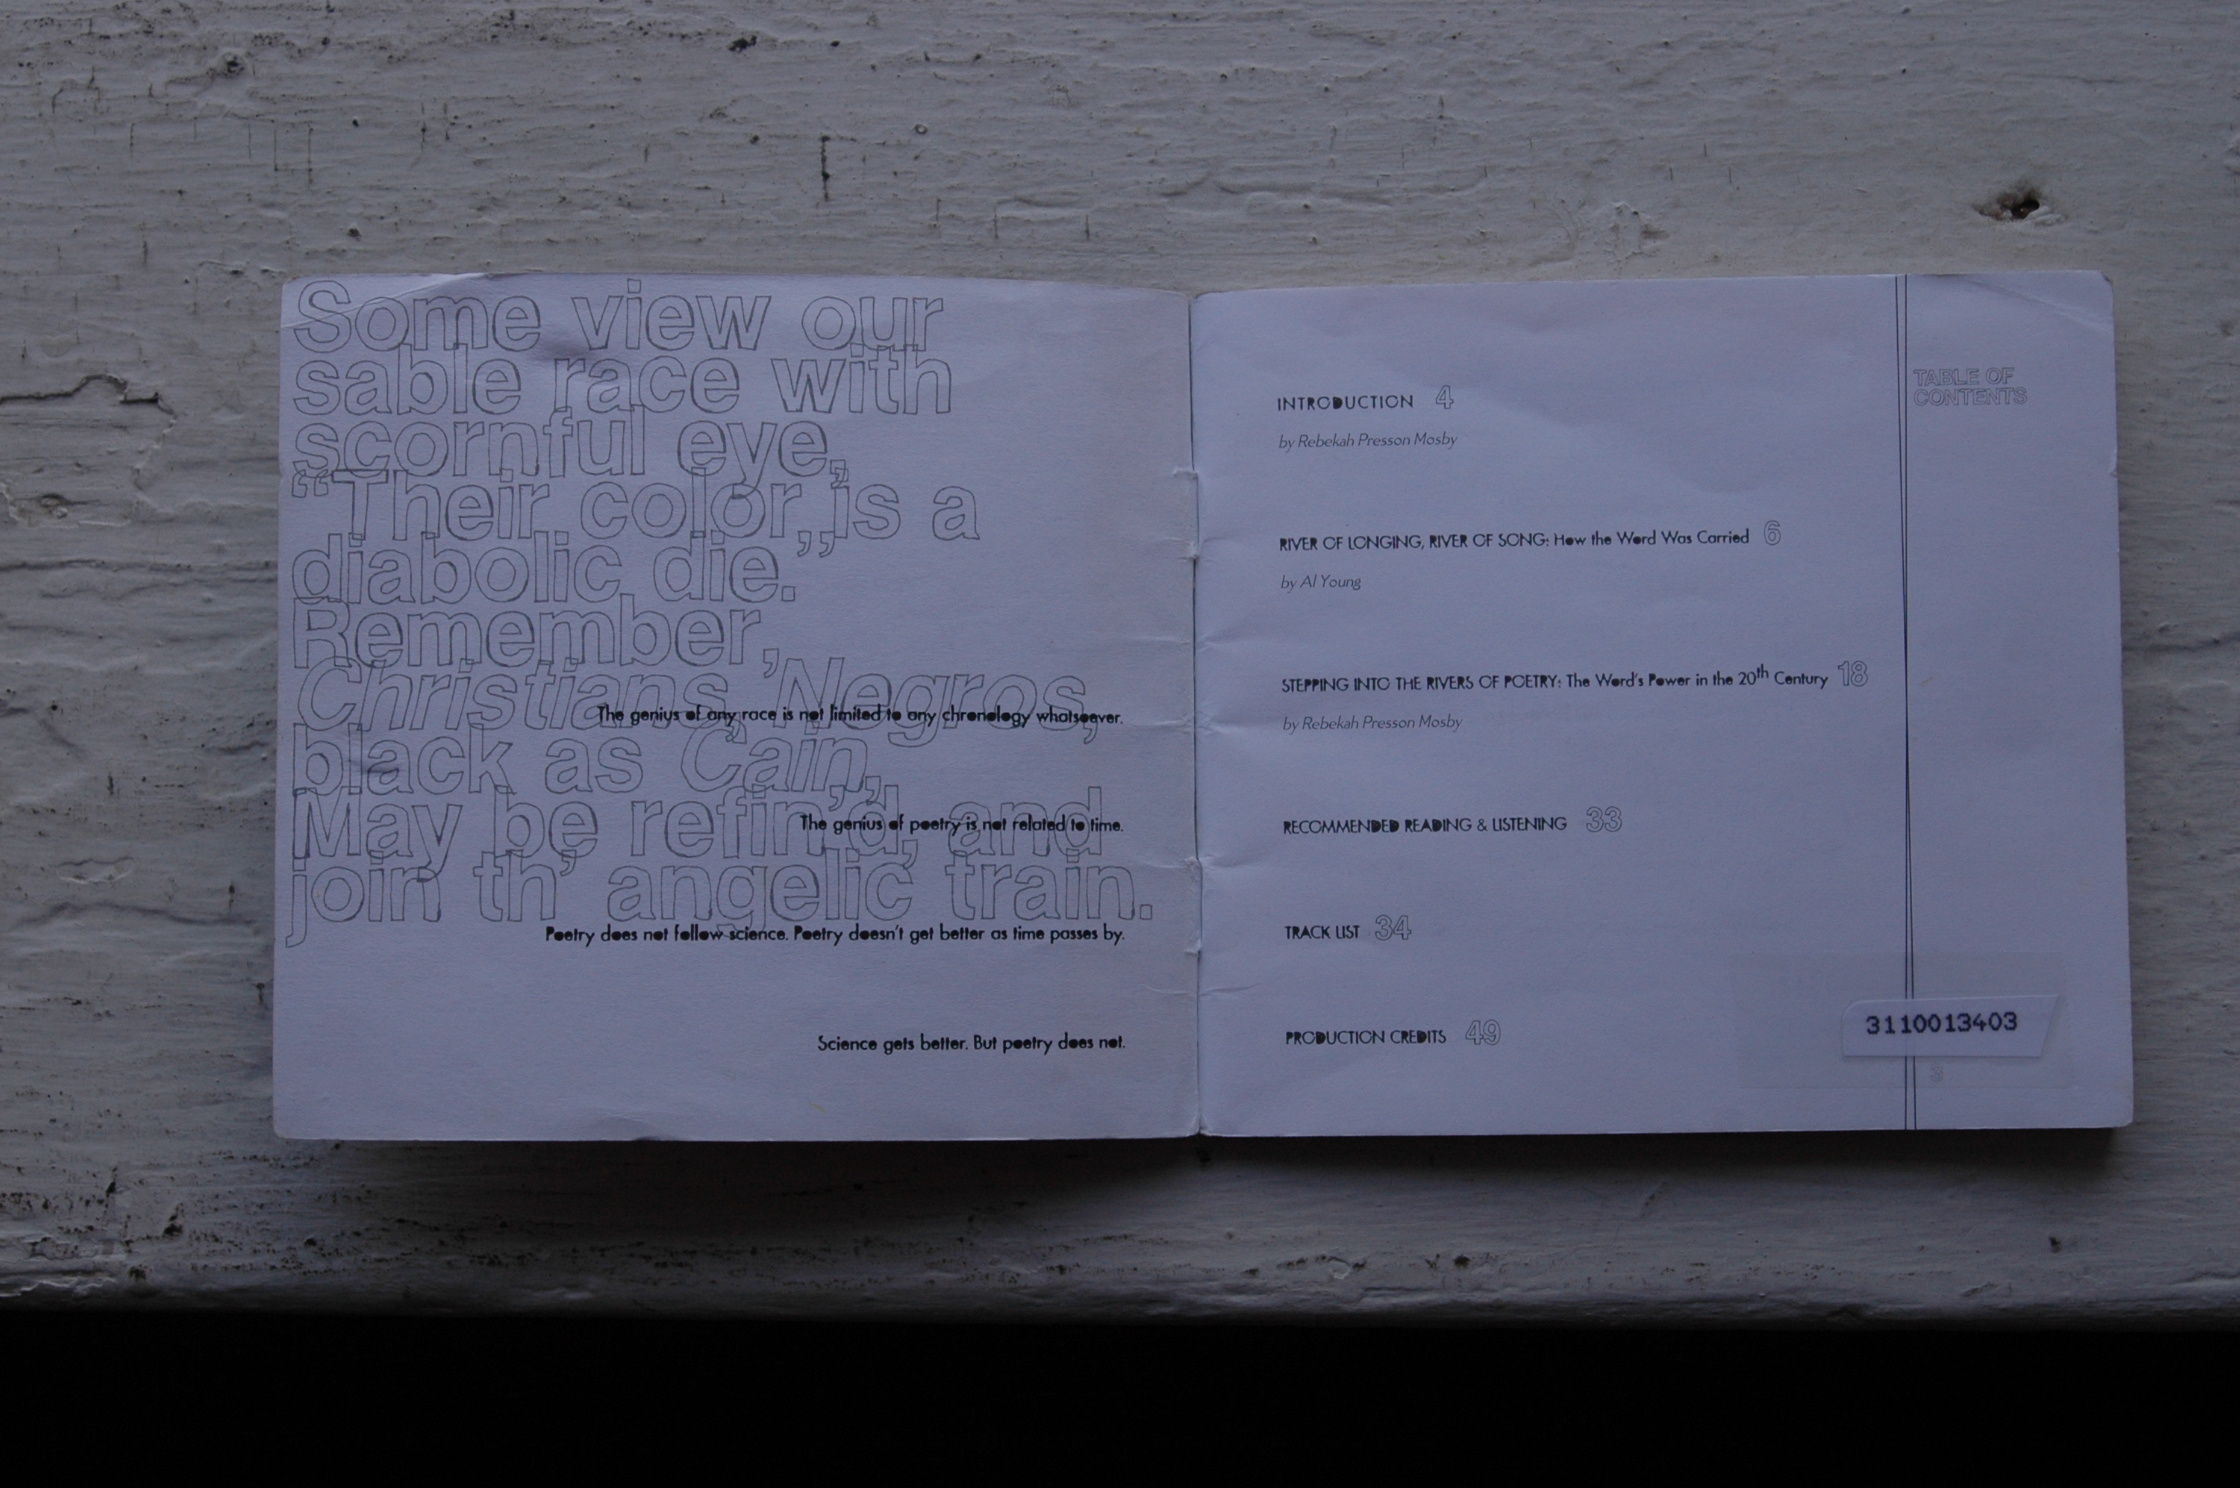 Some view our
sable race with
scornful eye,
“Their color, is a
diabolic die.”
Remember,
Christians, Negros,
black as Cain,
May be refin’d, and
join th’ angelic train.
The genius of any race is not limited to any chronology whatsoever.
The genius of poetry is not related to time.
Poetry does not follow science. Poetry doesn't get better as time passes by.
Science gets better. But poetry does not.
TABLE OF
CONTENTS
INTRODUCTION 4
by Rebekah Presson Mosby
RIVER OF LONGING, RIVER OF SONG: How the Word Was Carried 6
by Al Young
STEPPING INTO THE RIVERS OF POETRY: The Word's Power in the 20th Century 18
by Rebekah Presson Mosby
RECOMMENDED READING & LISTENING 33
TRACK LIST 34
PRODUCTION CREDITS 49
3110013403
3